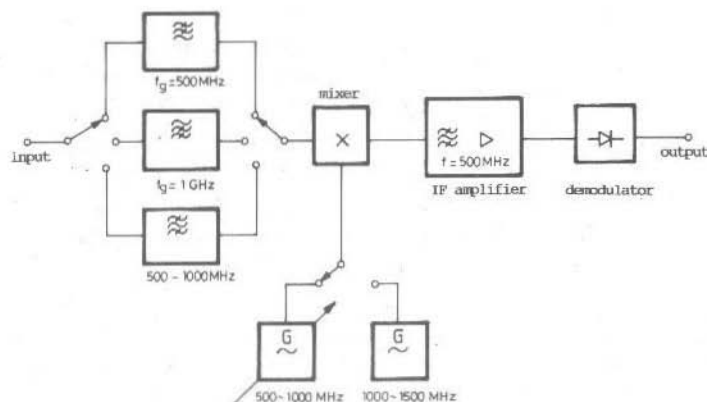 f_g = 500 MHz
mixer
input
×
f = 500 MHz
output
f_g = 1 GHz
IF amplifier
demodulator
500 ~ 1000 MHz
G
G
500 ~ 1000 MHz
1000 ~ 1500 MHz